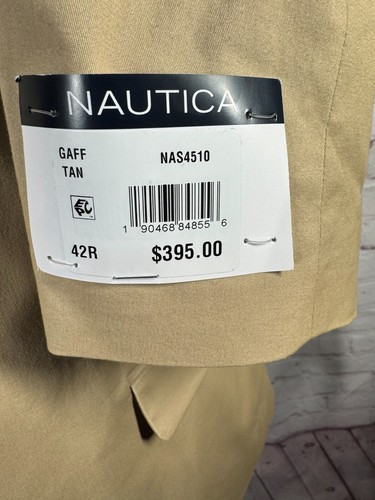 NAUTICA
GAFF NAS4510
TAN
1 90468 84855 6
42R $395.00